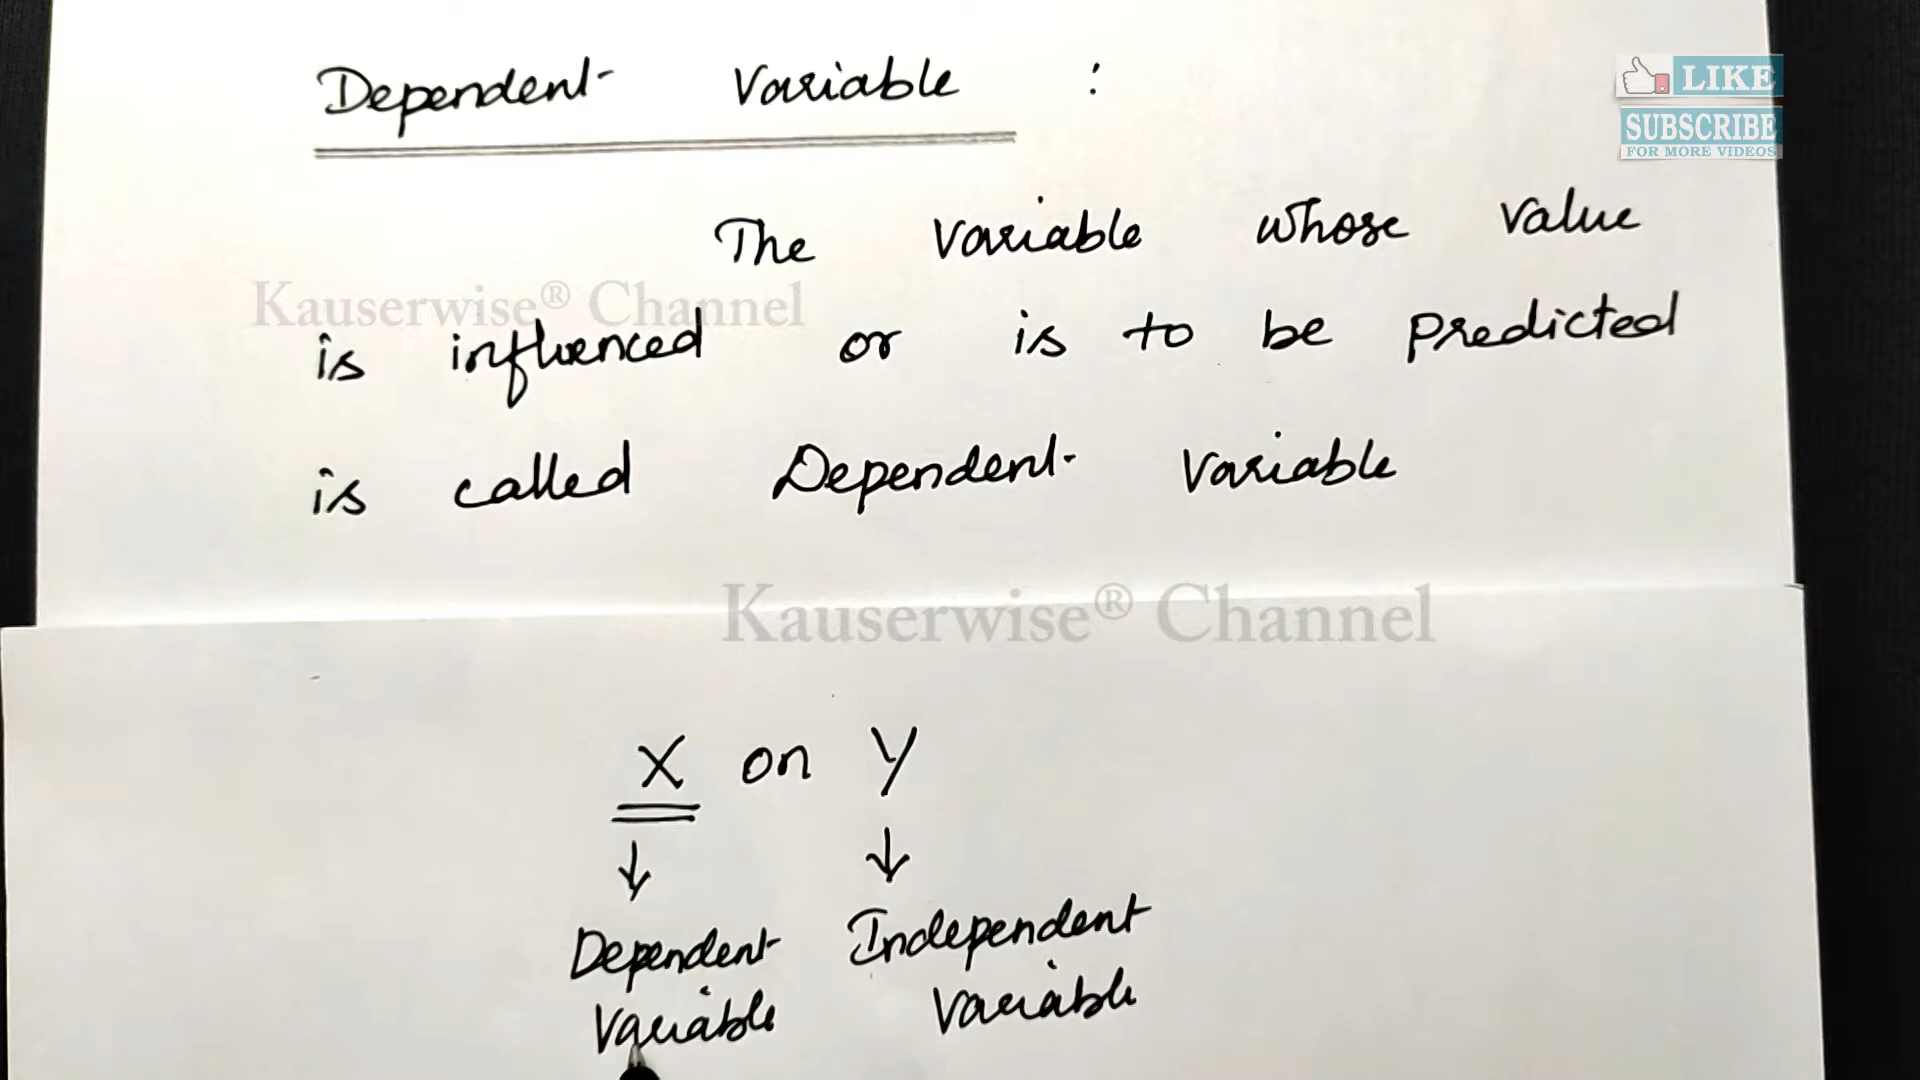 Dependent Variable :
LIKE
SUBSCRIBE
FOR MORE VIDEOS
The Variable whose value
Kauserwise® Channel
is influenced or is to be predicted
is called Dependent Variable
Kauserwise® Channel
X on Y
Dependent Independent
Variable Variable